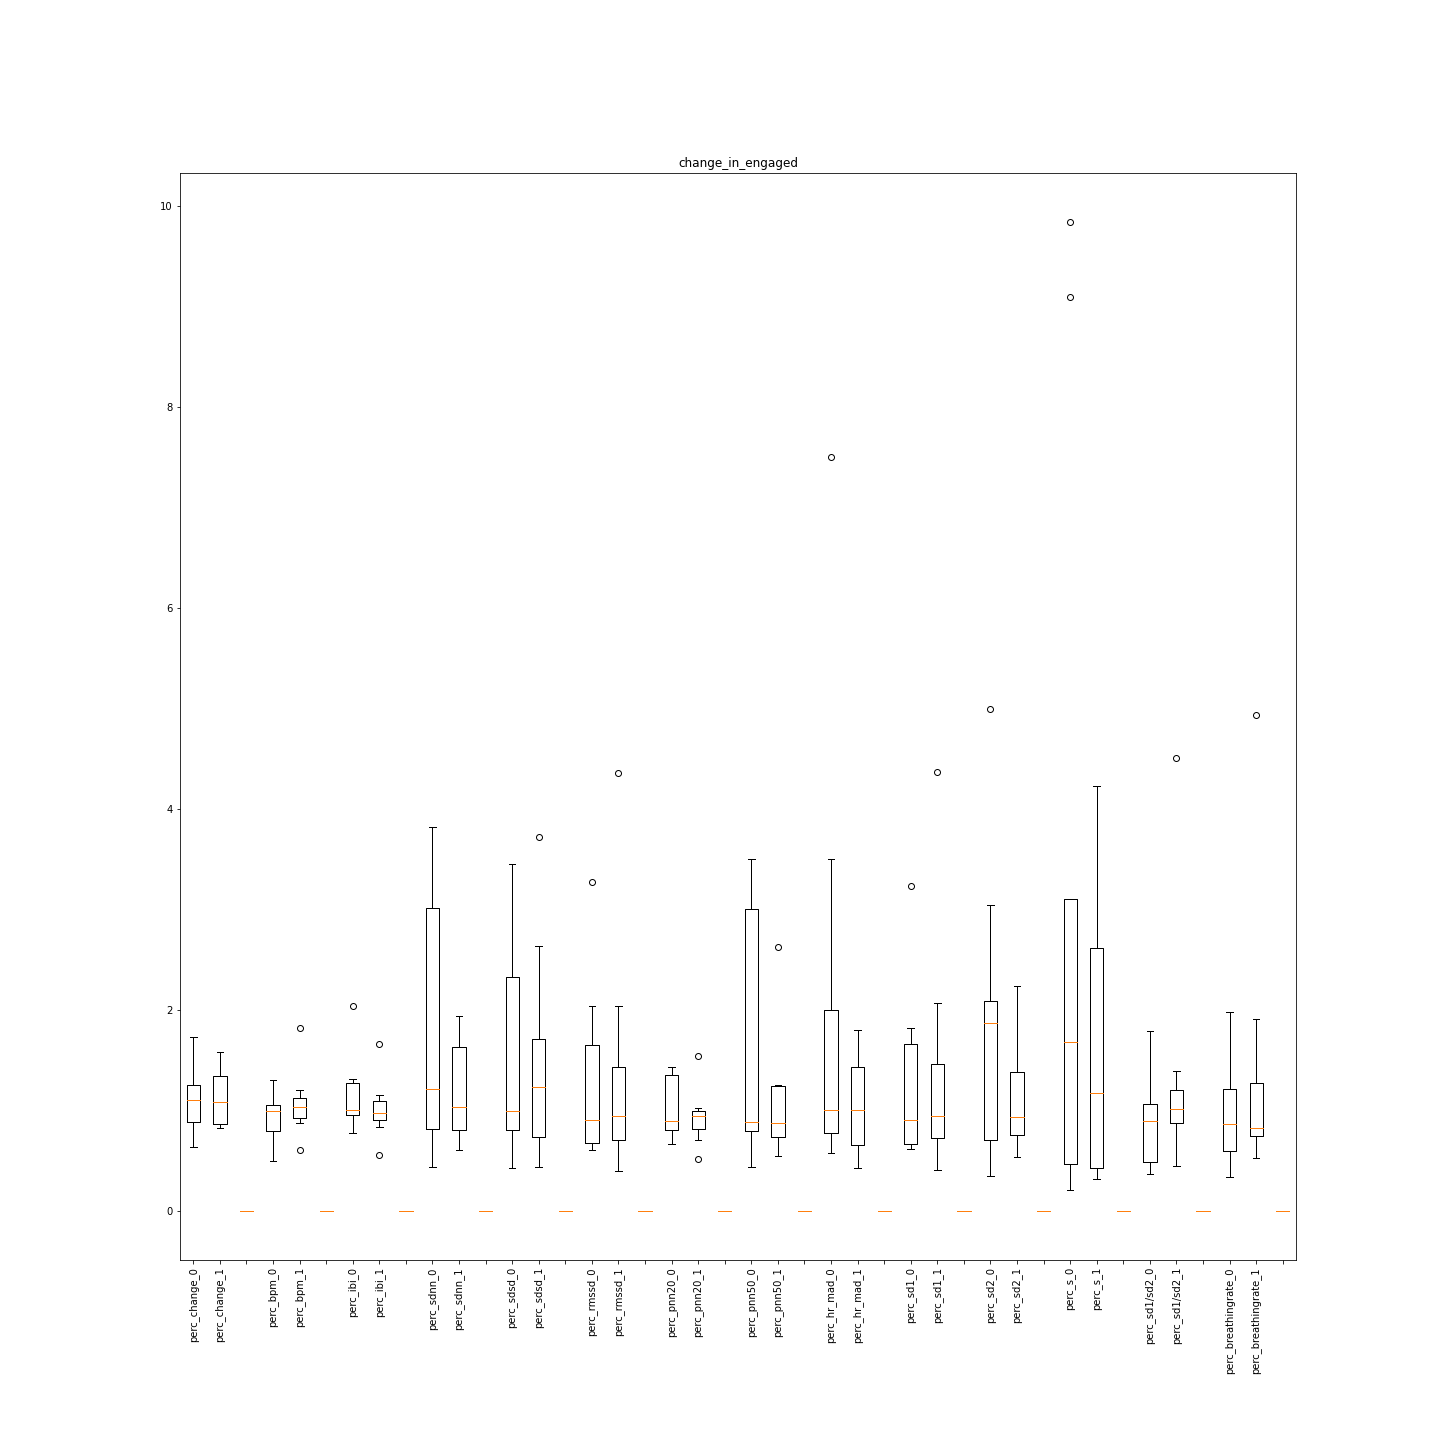 change_in_engaged
10
8
6
4
2
0
perc_change_0
perc_change_1
perc_bpm_0
perc_bpm_1
perc_ibi_0
perc_ibi_1
perc_sdnn_0
perc_sdnn_1
perc_sdsd_0
perc_sdsd_1
perc_rmssd_0
perc_rmssd_1
perc_pnn20_0
perc_pnn20_1
perc_pnn50_0
perc_pnn50_1
perc_hr_mad_0
perc_hr_mad_1
perc_sd1_0
perc_sd1_1
perc_sd2_0
perc_sd2_1
perc_s_0
perc_s_1
perc_sd1/sd2_0
perc_sd1/sd2_1
perc_breathingrate_0
perc_breathingrate_1